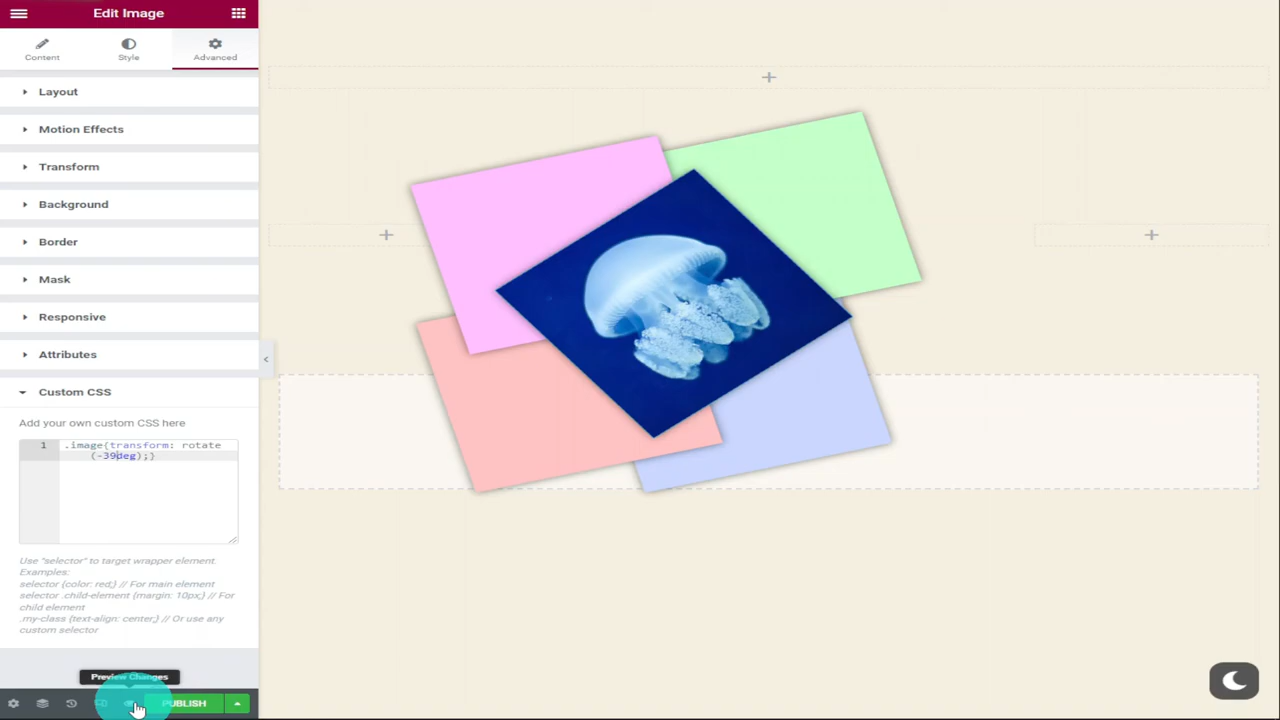 Edit Image
Content
Style
Advanced
Layout
Motion Effects
Transform
Background
Border
Mask
Responsive
Attributes
Custom CSS
Add your own custom CSS here
1
.image{transform: rotate
(-39deg);}
Use "selector" to target wrapper element.
Examples:
selector {color: red;} // For main element
selector .child-element {margin: 10px;} // For
child element
.my-class {text-align: center;} // Or use any
custom selector
Preview Changes
PUBLISH